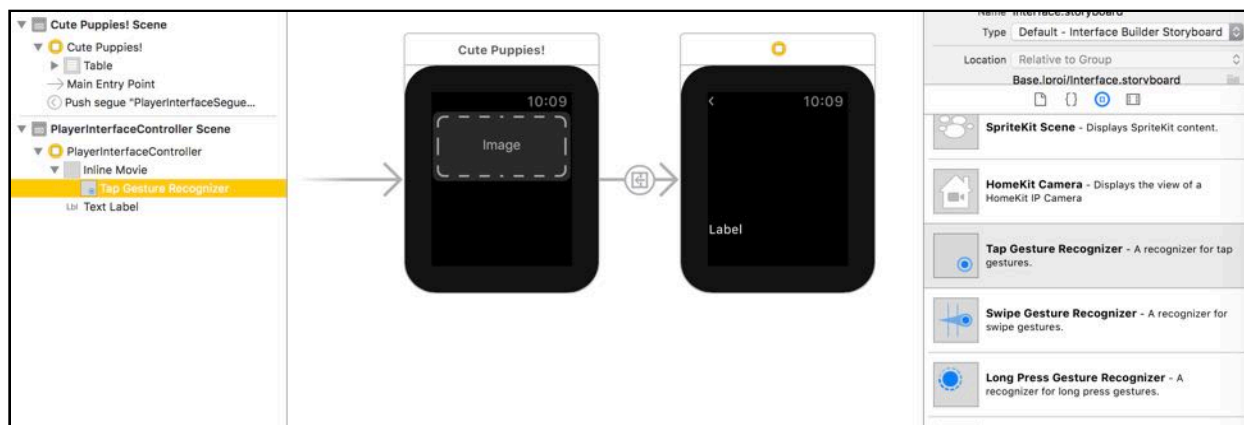 Cute Puppies! Scene
Cute Puppies!
Table
Main Entry Point
Push segue "PlayerInterfaceSegue...
PlayerInterfaceController Scene
PlayerInterfaceController
Inline Movie
Tap Gesture Recognizer
Lbl Text Label
Cute Puppies!
10:09
Image
10:09
Label
Name Interface.storyboard
Type Default - Interface Builder Storyboard
Location Relative to Group
Base.lproj/Interface.storyboard
{}
SpriteKit Scene - Displays SpriteKit content.
HomeKit Camera - Displays the view of a
HomeKit IP Camera
Tap Gesture Recognizer - A recognizer for tap
gestures.
Swipe Gesture Recognizer - A recognizer for
swipe gestures.
Long Press Gesture Recognizer - A
recognizer for long press gestures.